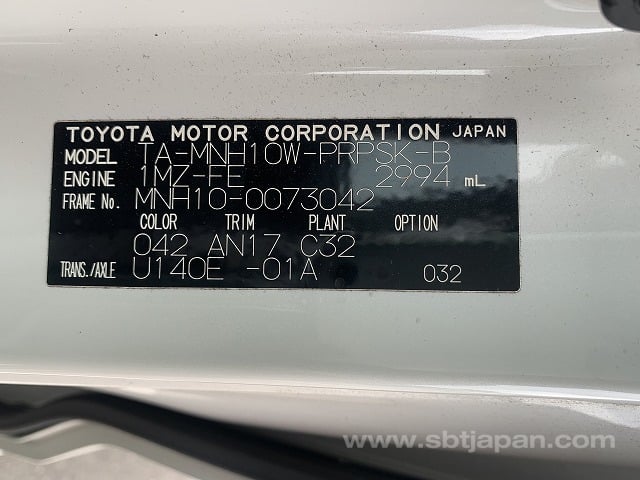 TOYOTA MOTOR CORPORATION JAPAN
MODEL TA-MNH10W-PRPSK-B
ENGINE 1MZ-FE 2994 mL
FRAME No. MNH10-0073042
COLOR TRIM PLANT OPTION
042 AN17 C32
TRANS./AXLE U140E -01A 032
www.sbtjapan.com